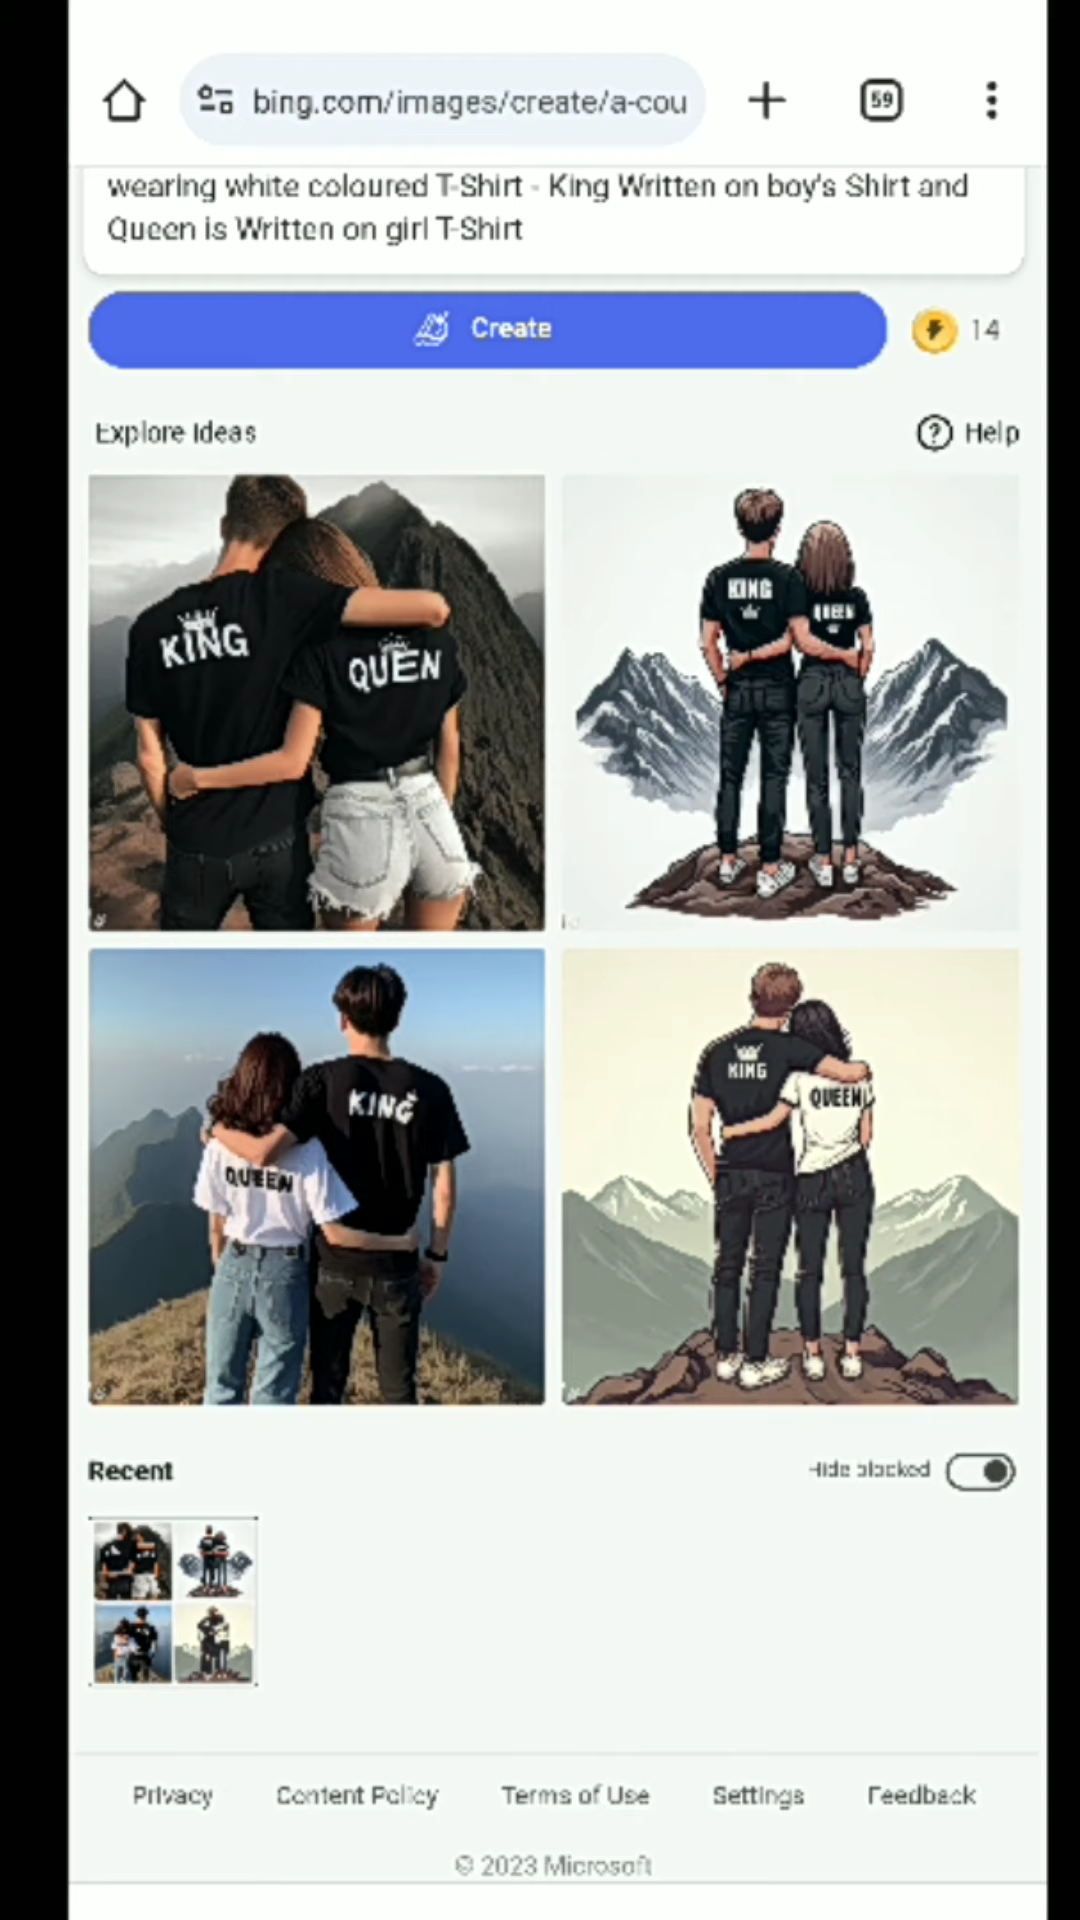 bing.com/images/create/a-cou
59
wearing white coloured T-Shirt - King Written on boy's Shirt and
Queen is Written on girl T-Shirt
Create
14
Explore Ideas
Help
KING
QUEN
KING
QUEEN
QUEEN
KING
KING
QUEEN
Recent
Hide blocked
Privacy
Content Policy
Terms of Use
Settings
Feedback
© 2023 Microsoft